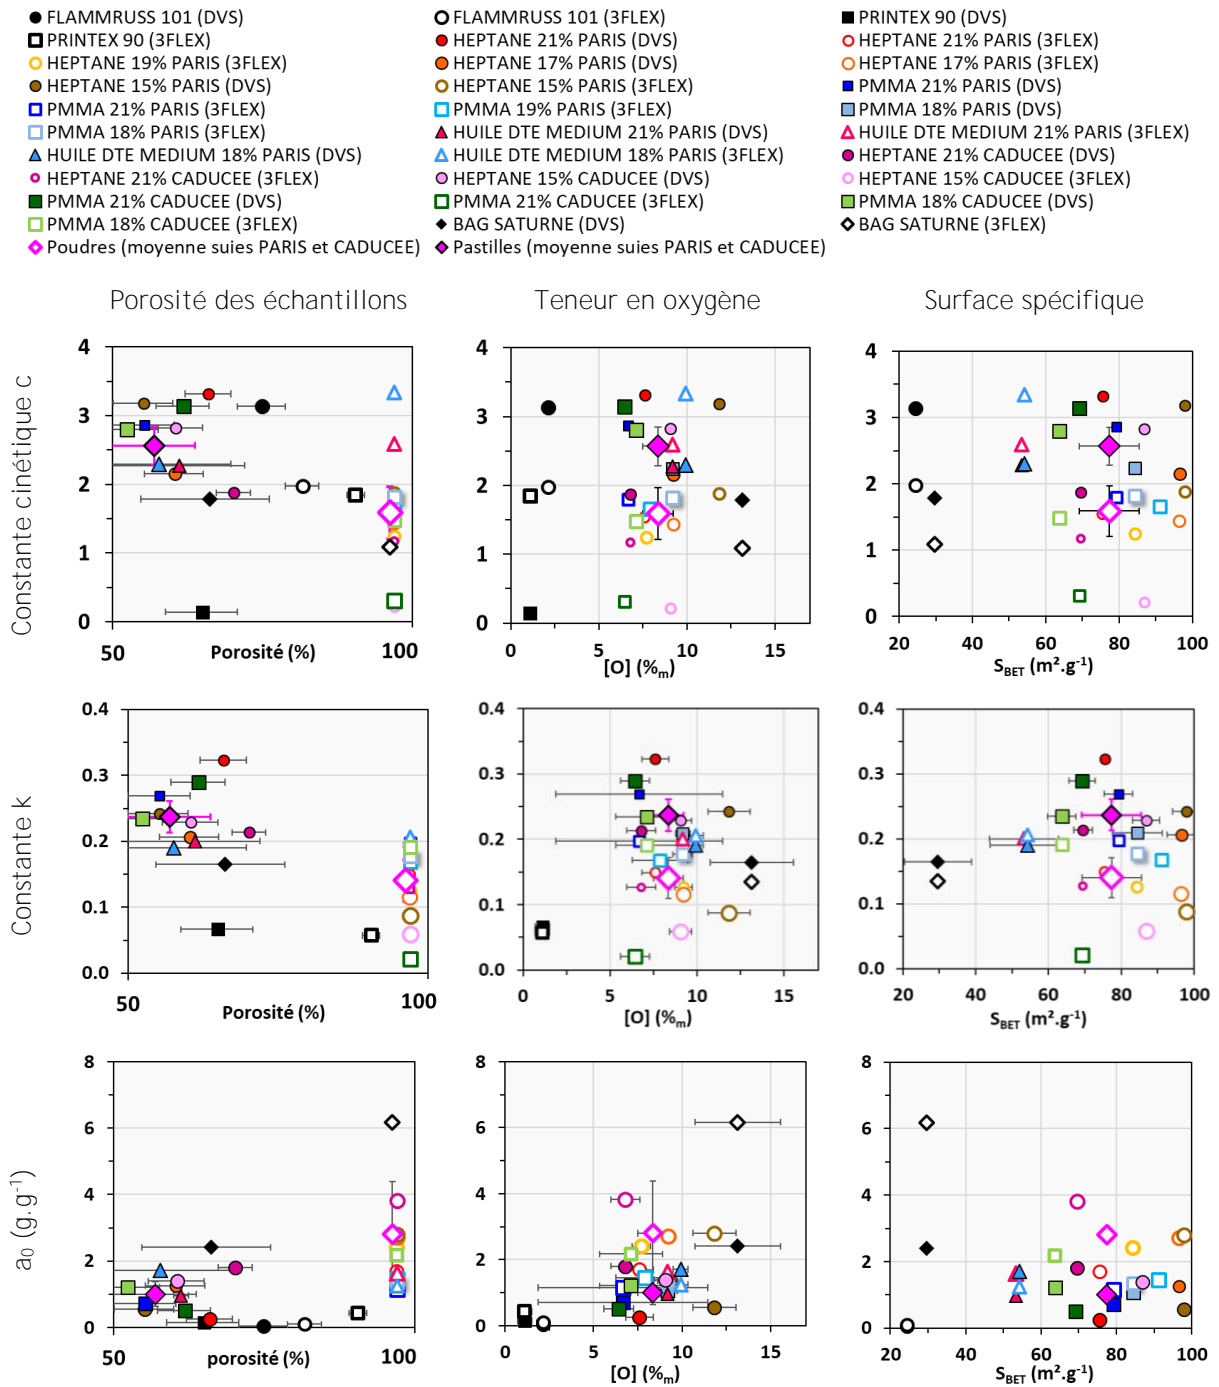 FLAMMRUSS 101 (DVS) FLAMMRUSS 101 (3FLEX) PRINTEX 90 (DVS)
PRINTEX 90 (3FLEX) HEPTANE 21% PARIS (DVS) HEPTANE 21% PARIS (3FLEX)
HEPTANE 19% PARIS (3FLEX) HEPTANE 17% PARIS (DVS) HEPTANE 17% PARIS (3FLEX)
HEPTANE 15% PARIS (DVS) HEPTANE 15% PARIS (3FLEX) PMMA 21% PARIS (DVS)
PMMA 21% PARIS (3FLEX) PMMA 19% PARIS (3FLEX) PMMA 18% PARIS (DVS)
PMMA 18% PARIS (3FLEX) HUILE DTE MEDIUM 21% PARIS (DVS) HUILE DTE MEDIUM 21% PARIS (3FLEX)
HUILE DTE MEDIUM 18% PARIS (DVS) HUILE DTE MEDIUM 18% PARIS (3FLEX) HEPTANE 21% CADUCEE (DVS)
HEPTANE 21% CADUCEE (3FLEX) HEPTANE 15% CADUCEE (DVS) HEPTANE 15% CADUCEE (3FLEX)
PMMA 21% CADUCEE (DVS) PMMA 21% CADUCEE (3FLEX) PMMA 18% CADUCEE (DVS)
PMMA 18% CADUCEE (3FLEX) BAG SATURNE (DVS) BAG SATURNE (3FLEX)
Poudres (moyenne suies PARIS et CADUCEE) Pastilles (moyenne suies PARIS et CADUCEE)
Porosité des échantillons Teneur en oxygène Surface spécifique
Constante cinétique c
4
3
2
1
0
50 Porosité (%) 100
4
3
2
1
0
0 5 10 15
[O] (%m)
4
3
2
1
0
20 40 60 80 100
SBET (m².g-1)
Constante k
0.4
0.3
0.2
0.1
0.0
50 Porosité (%) 100
0.4
0.3
0.2
0.1
0.0
0 5 10 15
[O] (%m)
0.4
0.3
0.2
0.1
0.0
20 40 60 80 100
SBET (m².g-1)
a0 (g.g-1)
8
6
4
2
0
50 Porosité (%) 100
8
6
4
2
0
0 5 10 15
[O] (%m)
8
6
4
2
0
20 40 60 80 100
SBET (m².g-1)